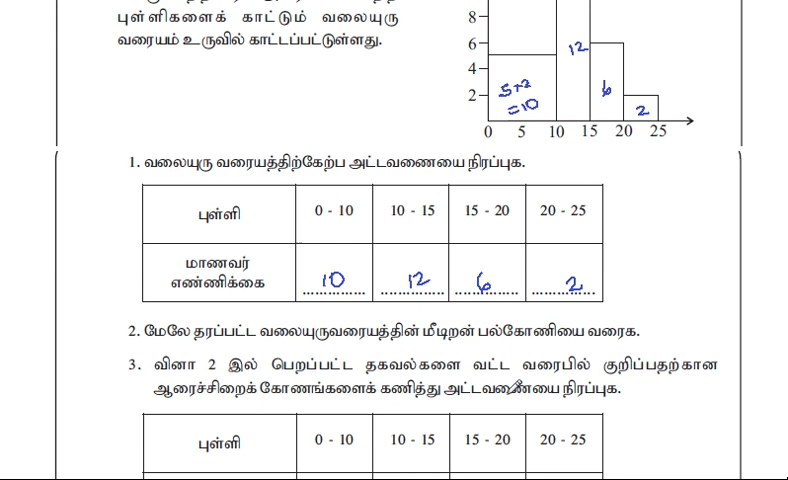 புள்ளிகளைக் காட்டும் வலையுரு
வரையம் உருவில் காட்டப்பட்டுள்ளது.
8
6
4
2
12
5×2
=10
6
2
0 5 10 15 20 25
1. வலையுரு வரையத்திற்கேற்ப அட்டவணையை நிரப்புக.
புள்ளி 0 - 10 10 - 15 15 - 20 20 - 25
மாணவர்
எண்ணிக்கை 10 12 6 2
2. மேலே தரப்பட்ட வலையுருவரையத்தின் மீடிறன் பல்கோணியை வரைக.
3. வினா 2 இல் பெறப்பட்ட தகவல்களை வட்ட வரைபில் குறிப்பதற்கான
ஆரைச்சிறைக் கோணங்களைக் கணித்து அட்டவணையை நிரப்புக.
புள்ளி 0 - 10 10 - 15 15 - 20 20 - 25